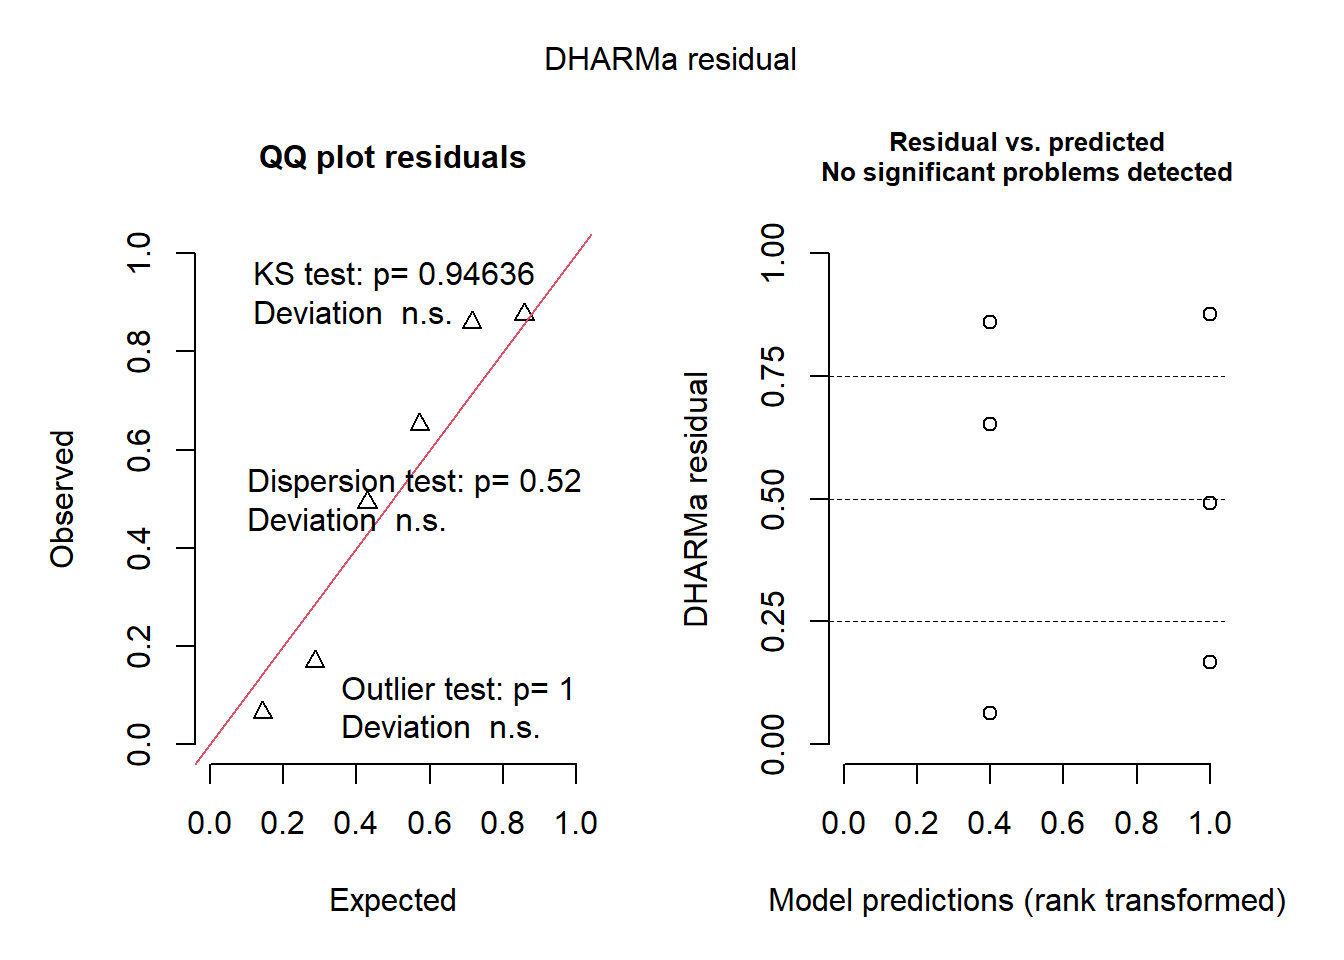 DHARMa residual
QQ plot residuals
KS test: p= 0.94636
Deviation  n.s.
Dispersion test: p= 0.52
Deviation  n.s.
Outlier test: p= 1
Deviation  n.s.
Observed
0.0 0.2 0.4 0.6 0.8 1.0
0.0 0.2 0.4 0.6 0.8 1.0
Expected
Residual vs. predicted
No significant problems detected
DHARMa residual
0.00 0.25 0.50 0.75 1.00
0.0 0.2 0.4 0.6 0.8 1.0
Model predictions (rank transformed)